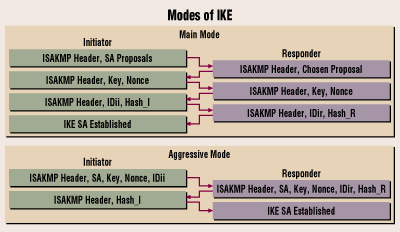 Modes of IKE
Main Mode
Initiator
Responder
ISAKMP Header, SA Proposals
ISAKMP Header, Chosen Proposal
ISAKMP Header, Key, Nonce
ISAKMP Header, Key, Nonce
ISAKMP Header, IDii, Hash_I
ISAKMP Header, IDir, Hash_R
IKE SA Established
Aggressive Mode
Initiator
Responder
ISAKMP Header, SA, Key, Nonce, IDii
ISAKMP Header, SA, Key, Nonce, IDir, Hash_R
ISAKMP Header, Hash_I
IKE SA Established